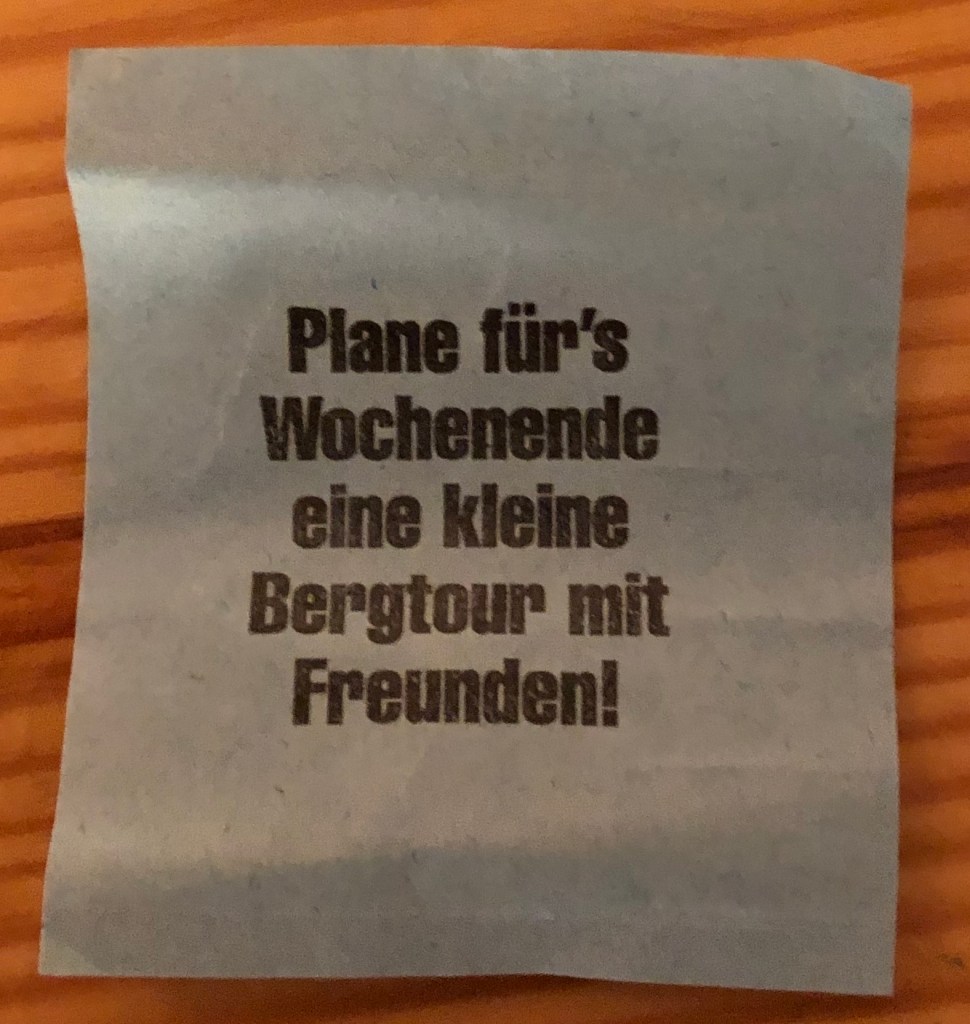 Plane für's
Wochenende
eine kleine
Bergtour mit
Freunden!